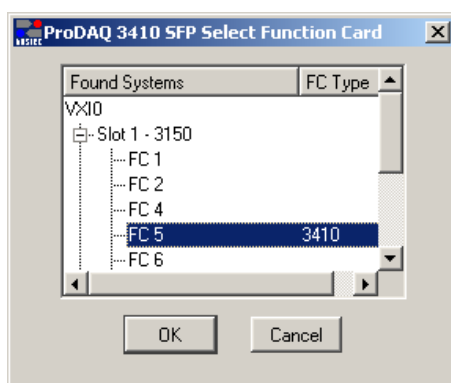 BUSTEC
ProDAQ 3410 SFP Select Function Card
Found Systems FC Type
VXI0
Slot 1 - 3150
FC 1
FC 2
FC 4
FC 5 3410
FC 6
OK Cancel